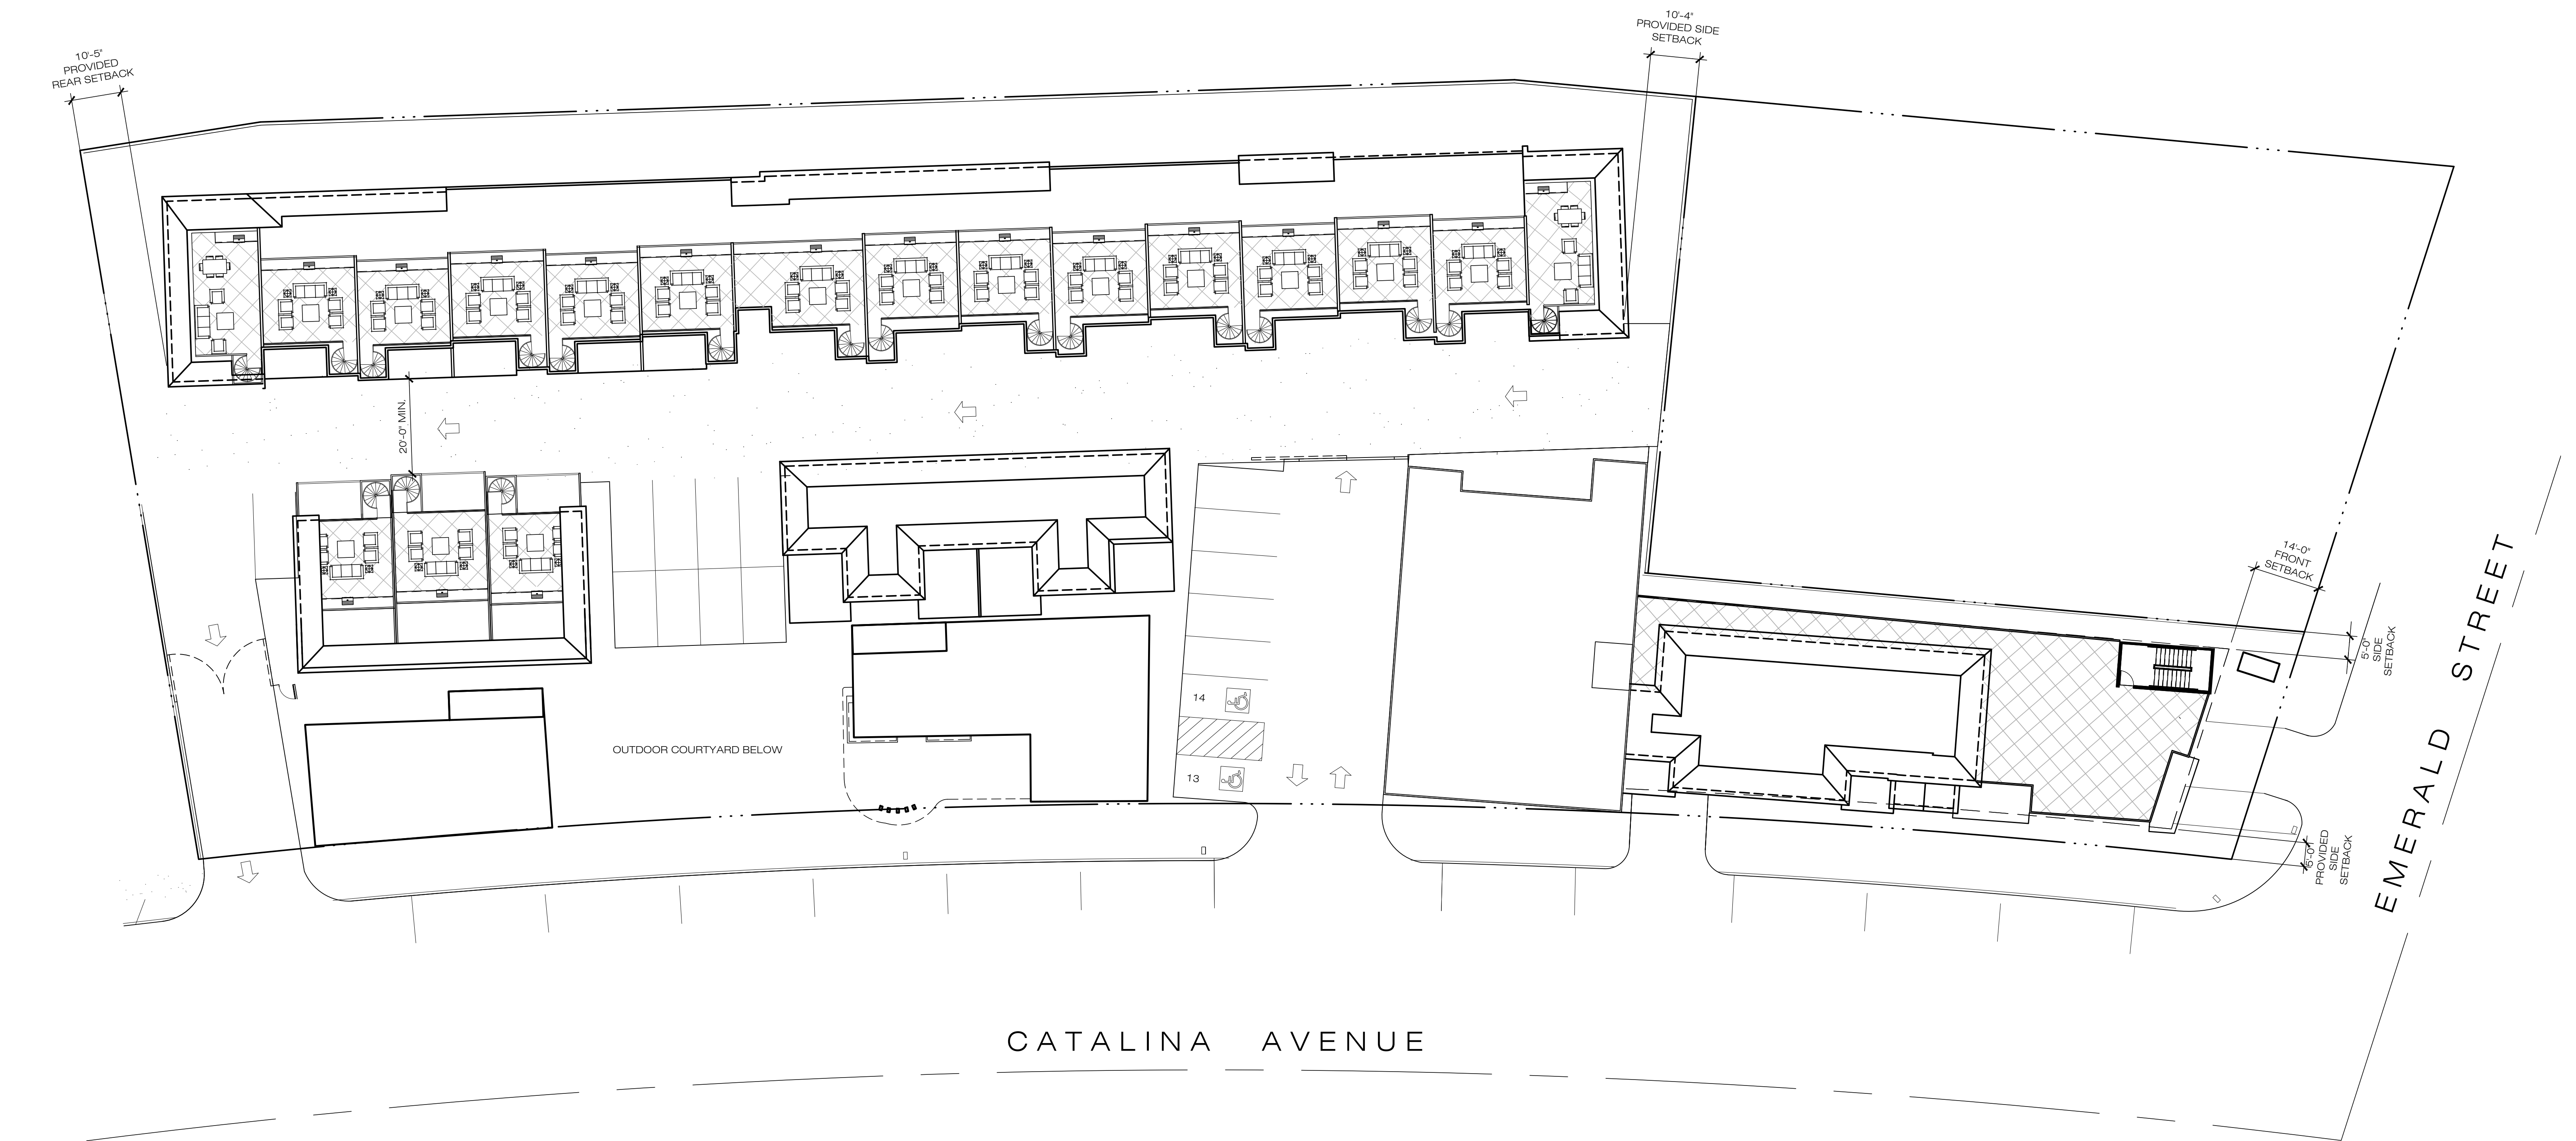 10'-5"
PROVIDED
REAR SETBACK
10'-4"
PROVIDED SIDE
SETBACK
20'-0" MIN.
14'-0"
FRONT
SETBACK
5'-0"
SIDE
SETBACK
14
13
OUTDOOR COURTYARD BELOW
5'-0"
PROVIDED
SIDE
SETBACK
EMERALD STREET
CATALINA AVENUE